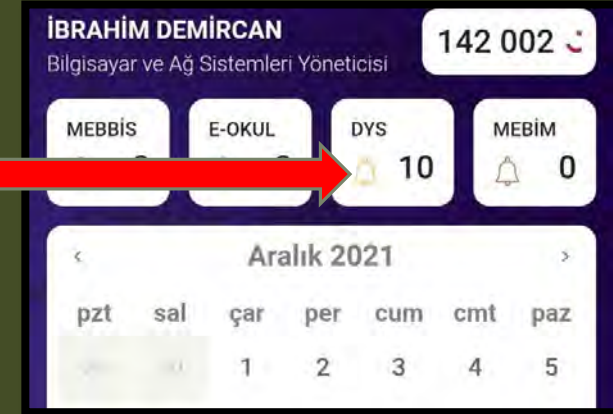 İBRAHİM DEMİRCAN
Bilgisayar ve Ağ Sistemleri Yöneticisi
142 002
MEBBİS
E-OKUL
DYS
10
MEBİM
0
‹ Aralık 2021 ›
pzt sal çar per cum cmt paz
1 2 3 4 5